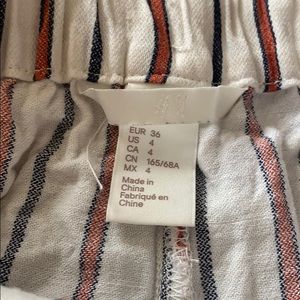 EUR 36
US 4
CA 4
CN 165/68A
MX 4
Made in
China
Fabriqué en
Chine